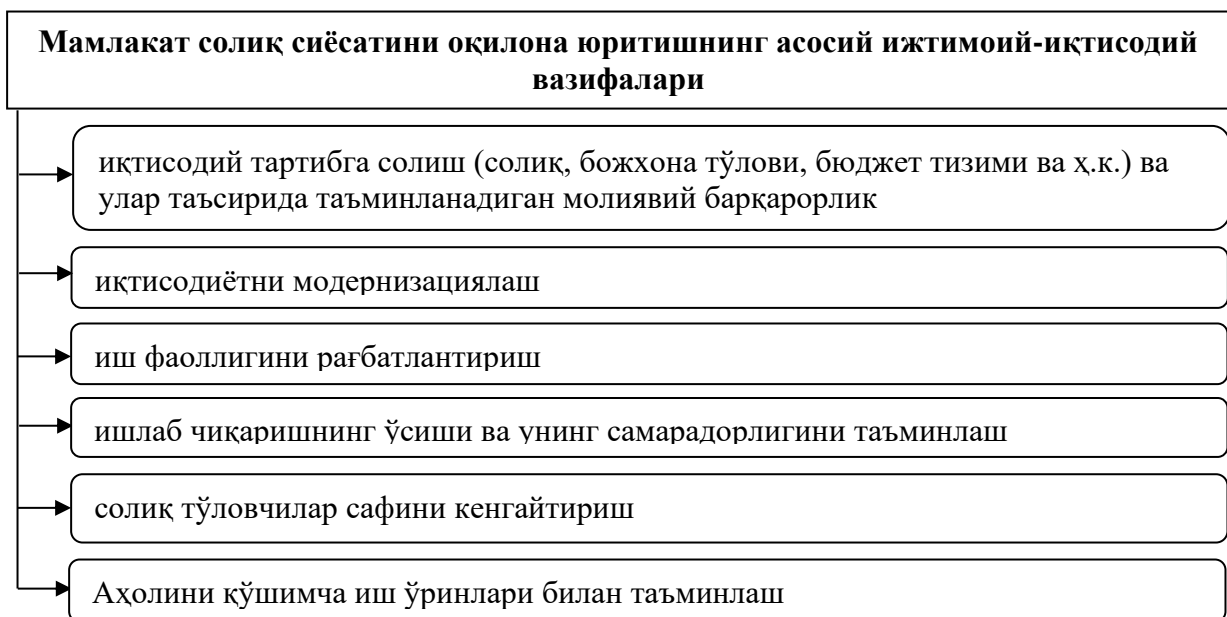 Мамлакат солиқ сиёсатини оқилона юритишнинг асосий ижтимоий-иқтисодий
вазифалари
иқтисодий тартибга солиш (солиқ, божхона тўлови, бюджет тизими ва ҳ.к.) ва
улар таъсирида таъминланадиган молиявий барқарорлик
иқтисодиётни модернизациялаш
иш фаоллигини рағбатлантириш
ишлаб чиқаришнинг ўсиши ва унинг самарадорлигини таъминлаш
солиқ тўловчилар сафини кенгайтириш
Аҳолини қўшимча иш ўринлари билан таъминлаш